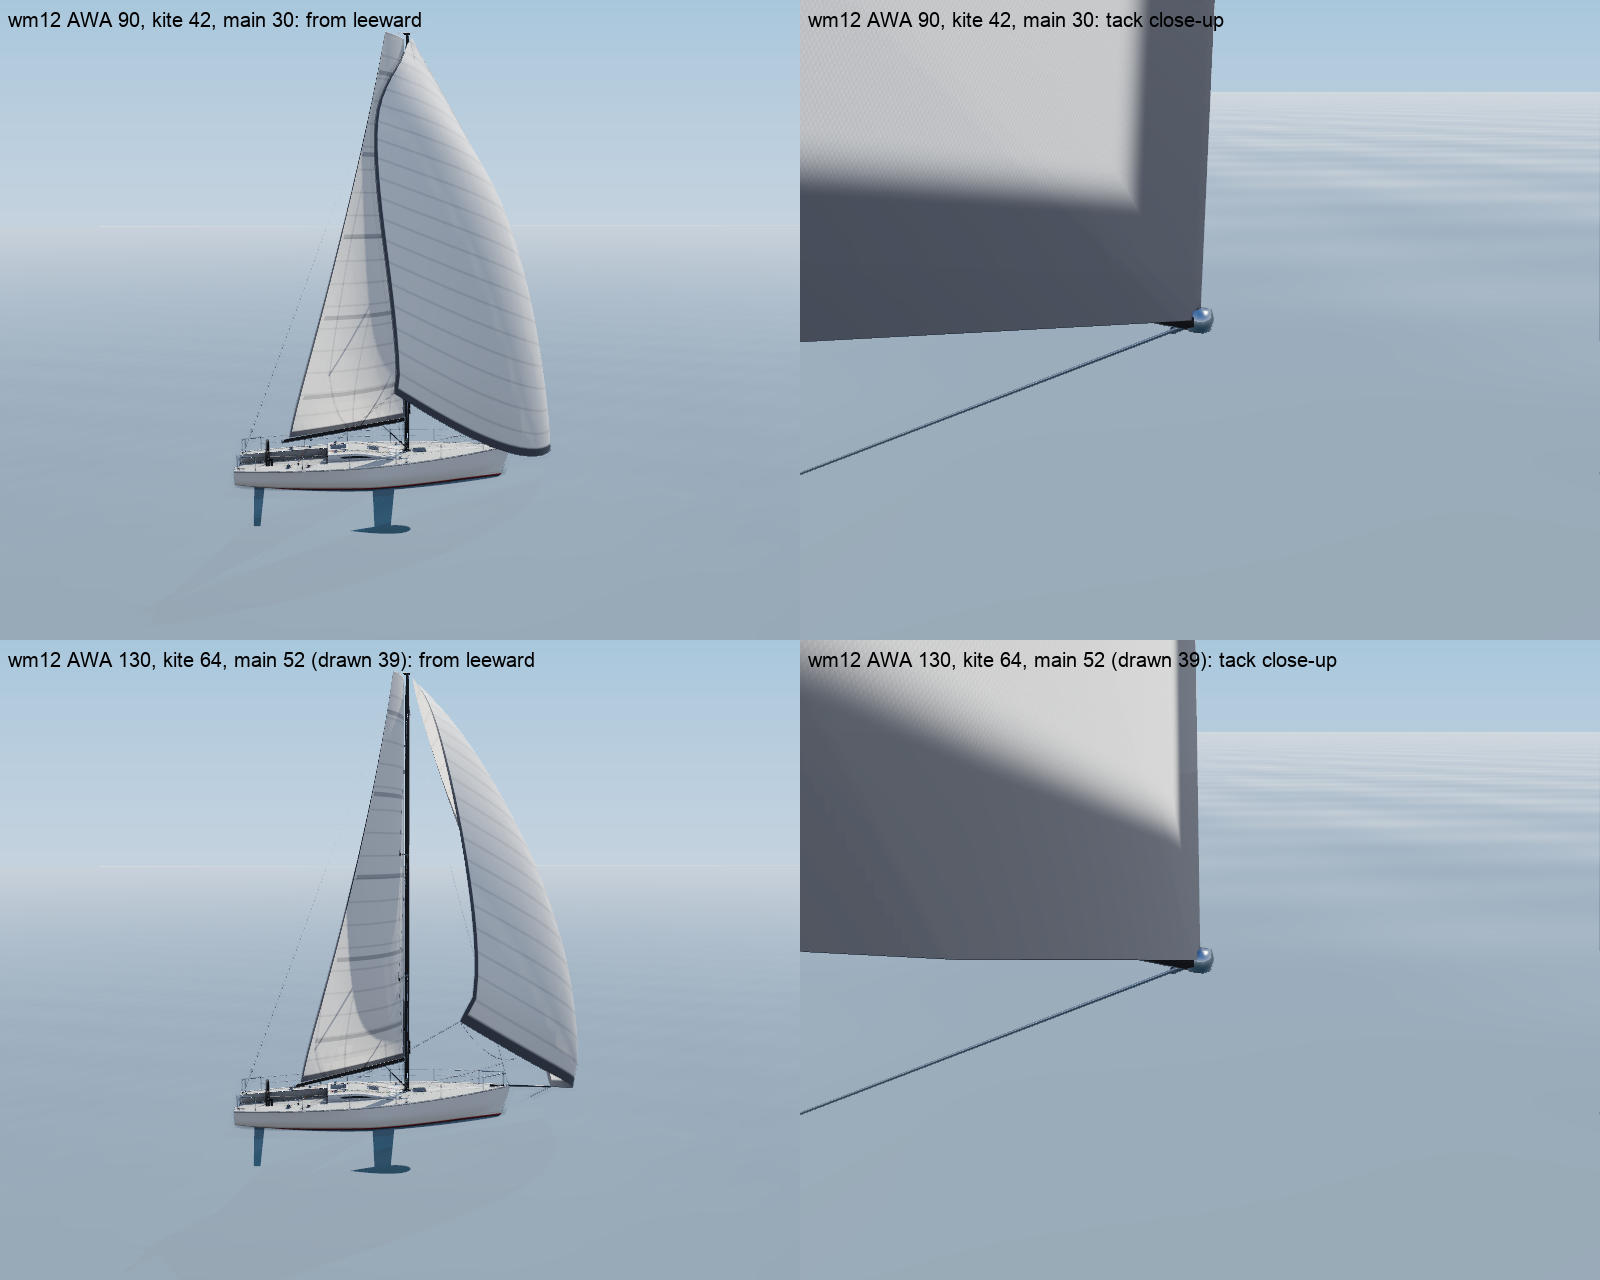 wm12 AWA 90, kite 42, main 30: from leeward
wm12 AWA 90, kite 42, main 30: tack close-up
wm12 AWA 130, kite 64, main 52 (drawn 39): from leeward
wm12 AWA 130, kite 64, main 52 (drawn 39): tack close-up